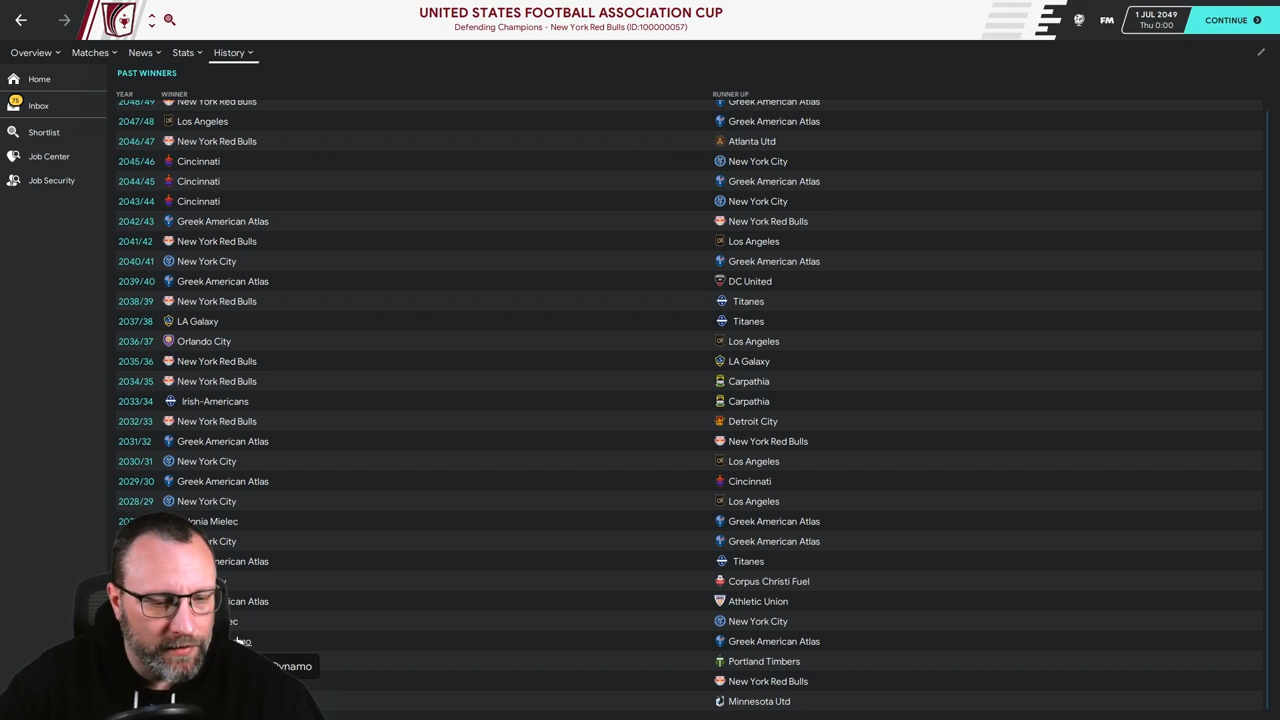 UNITED STATES FOOTBALL ASSOCIATION CUP
Defending Champions - New York Red Bulls (ID:100000057)
FM
1 JUL 2049
Thu 0:00
CONTINUE
Overview Matches News Stats History
Home
75
Inbox
Shortlist
Job Center
Job Security
PAST WINNERS
YEAR WINNER RUNNER UP
2048/49 New York Red Bulls Greek American Atlas
2047/48 Los Angeles Greek American Atlas
2046/47 New York Red Bulls Atlanta Utd
2045/46 Cincinnati New York City
2044/45 Cincinnati Greek American Atlas
2043/44 Cincinnati New York City
2042/43 Greek American Atlas New York Red Bulls
2041/42 New York Red Bulls Los Angeles
2040/41 New York City Greek American Atlas
2039/40 Greek American Atlas DC United
2038/39 New York Red Bulls Titanes
2037/38 LA Galaxy Titanes
2036/37 Orlando City Los Angeles
2035/36 New York Red Bulls LA Galaxy
2034/35 New York Red Bulls Carpathia
2033/34 Irish-Americans Carpathia
2032/33 New York Red Bulls Detroit City
2031/32 Greek American Atlas New York Red Bulls
2030/31 New York City Los Angeles
2029/30 Greek American Atlas Cincinnati
2028/29 New York City Los Angeles
Mielec Greek American Atlas
City Greek American Atlas
Atlas Titanes
Corpus Christi Fuel
Atlas Athletic Union
New York City
Greek American Atlas
Dynamo Portland Timbers
New York Red Bulls
Minnesota Utd